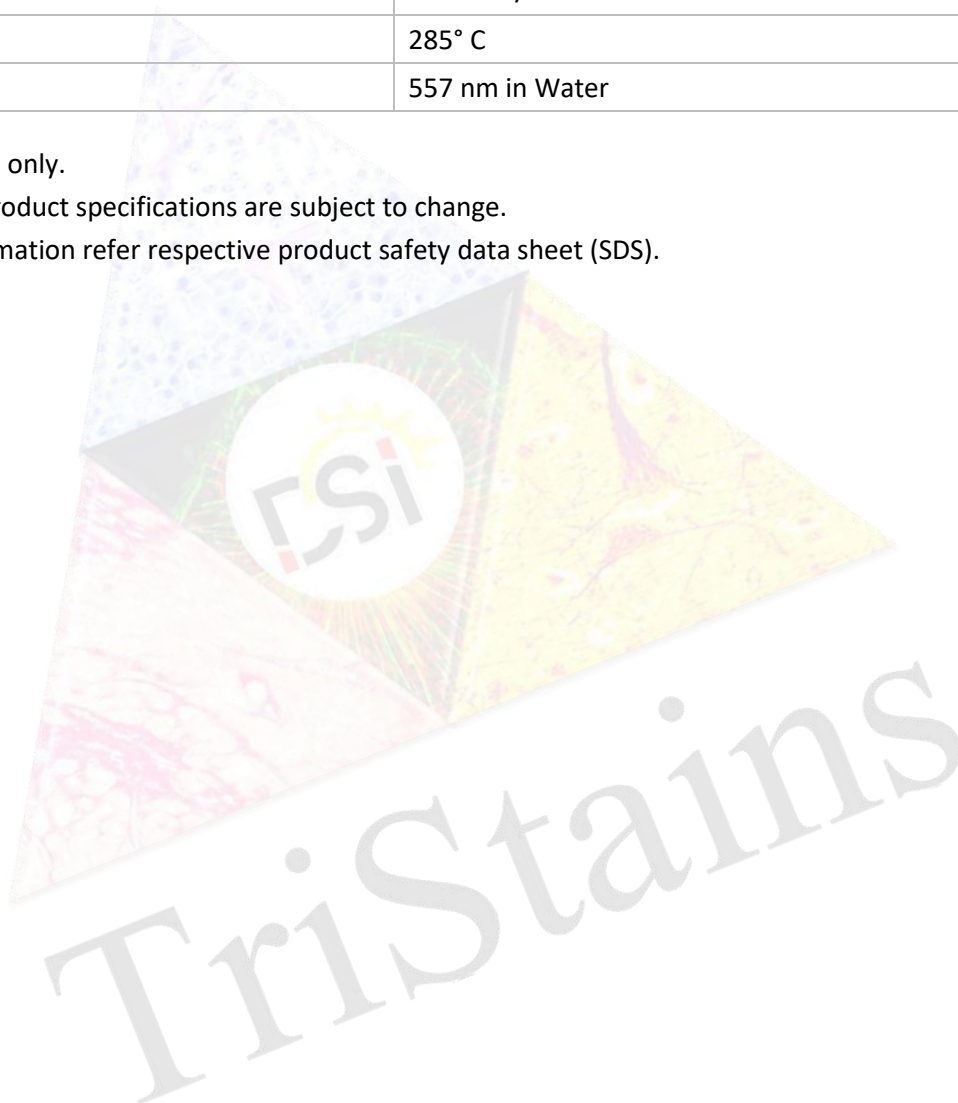 285° C
557 nm in Water
only.
roduct specifications are subject to change.
mation refer respective product safety data sheet (SDS).
DSi
TriStains